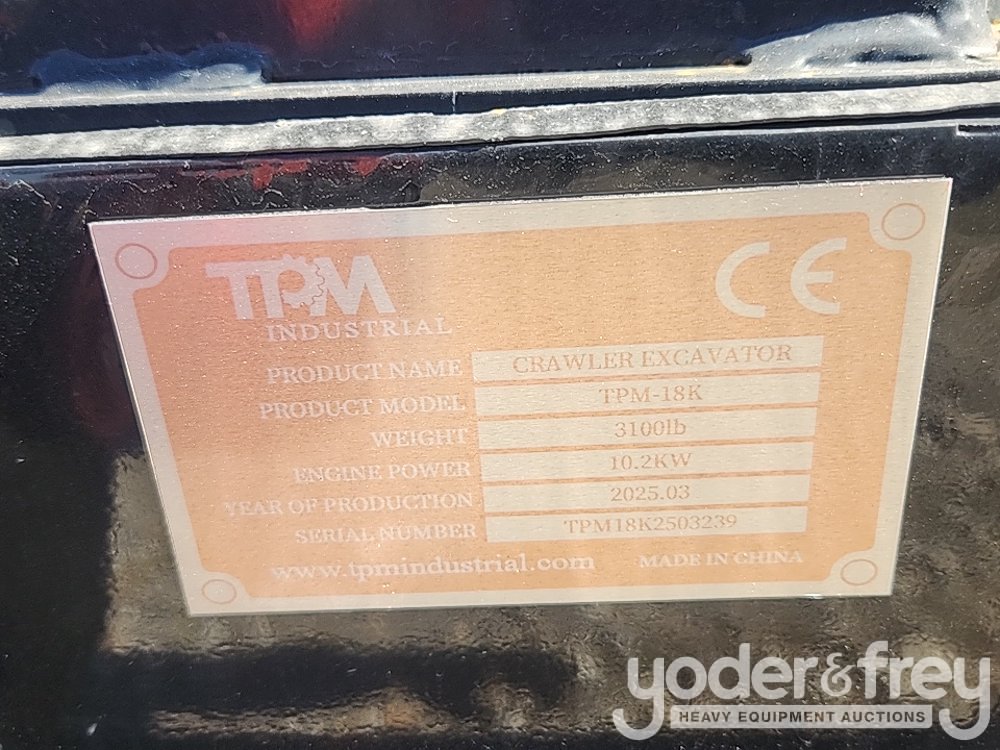 TPM
INDUSTRIAL
CE
PRODUCT NAME CRAWLER EXCAVATOR
PRODUCT MODEL TPM-18K
WEIGHT 3100lb
ENGINE POWER 10.2KW
YEAR OF PRODUCTION 2025.03
SERIAL NUMBER TPM18K2503239
www.tpmindustrial.com MADE IN CHINA
yoder&frey
HEAVY EQUIPMENT AUCTIONS ®